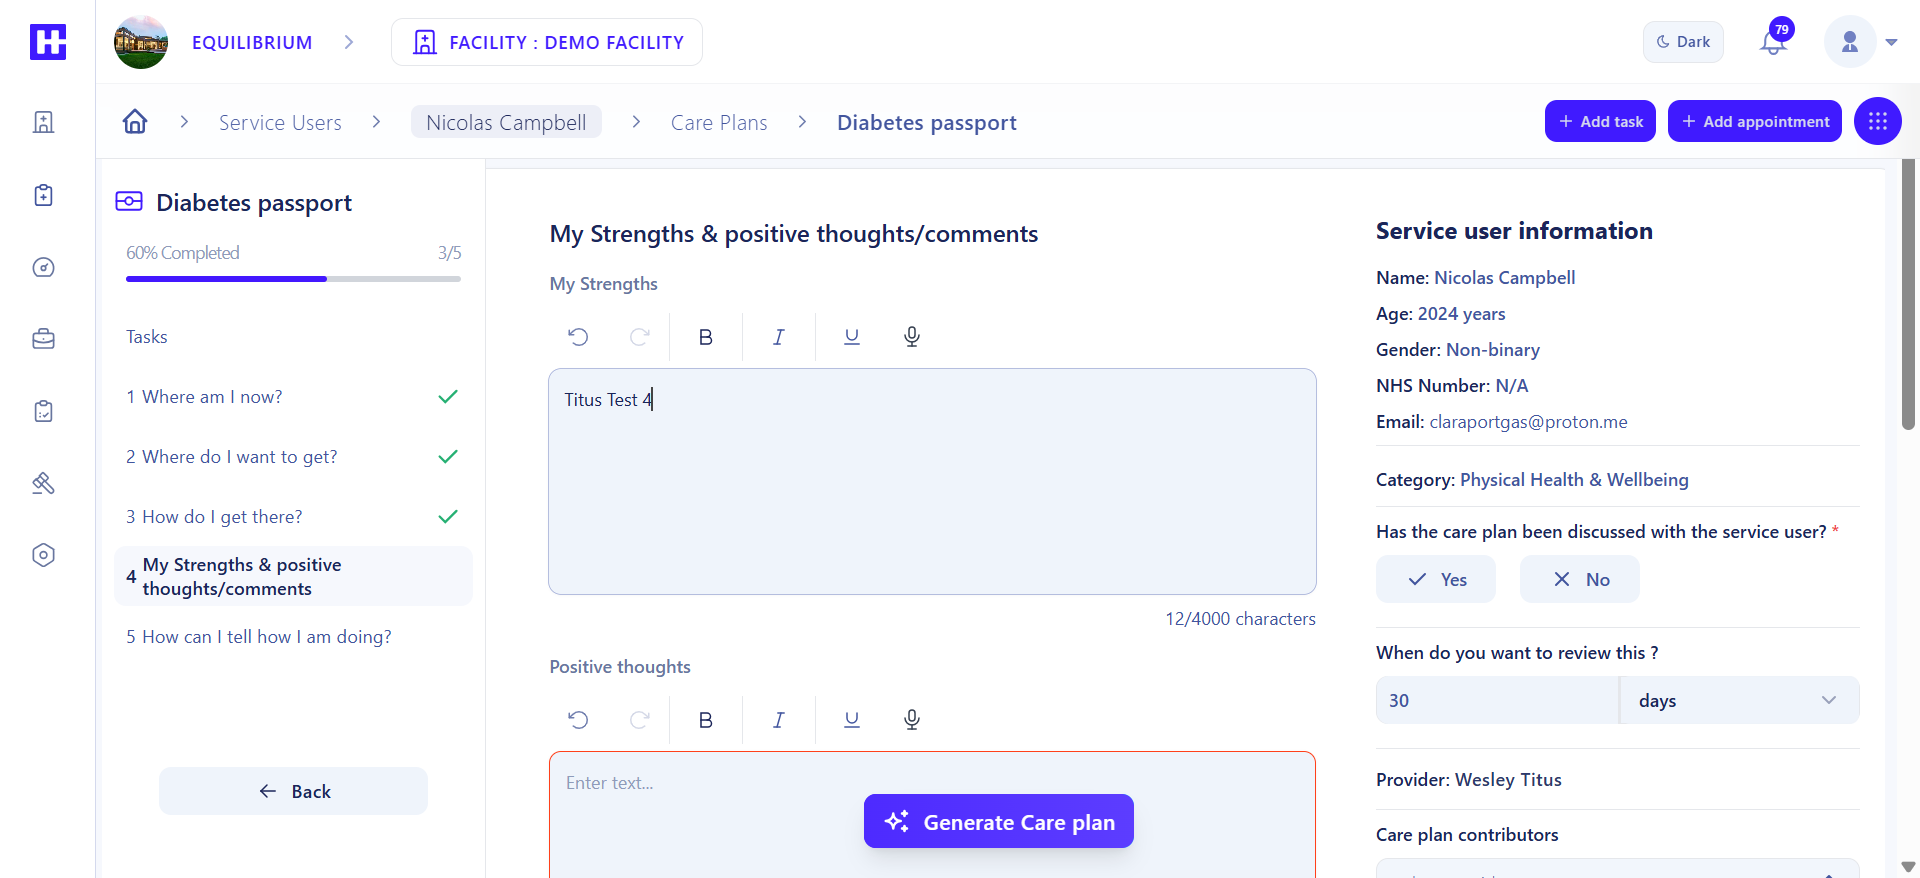 EQUILIBRIUM
FACILITY : DEMO FACILITY
Dark
79
Service Users
Nicolas Campbell
Care Plans
Diabetes passport
+ Add task
+ Add appointment
Diabetes passport
60% Completed
3/5
Tasks
1 Where am I now?
2 Where do I want to get?
3 How do I get there?
4 My Strengths & positive
thoughts/comments
5 How can I tell how I am doing?
Back
My Strengths & positive thoughts/comments
My Strengths
B I U
Titus Test 4
12/4000 characters
Positive thoughts
B I U
Enter text...
Generate Care plan
Service user information
Name: Nicolas Campbell
Age: 2024 years
Gender: Non-binary
NHS Number: N/A
Email: claraportgas@proton.me
Category: Physical Health & Wellbeing
Has the care plan been discussed with the service user? *
Yes
No
When do you want to review this ?
30
days
Provider: Wesley Titus
Care plan contributors